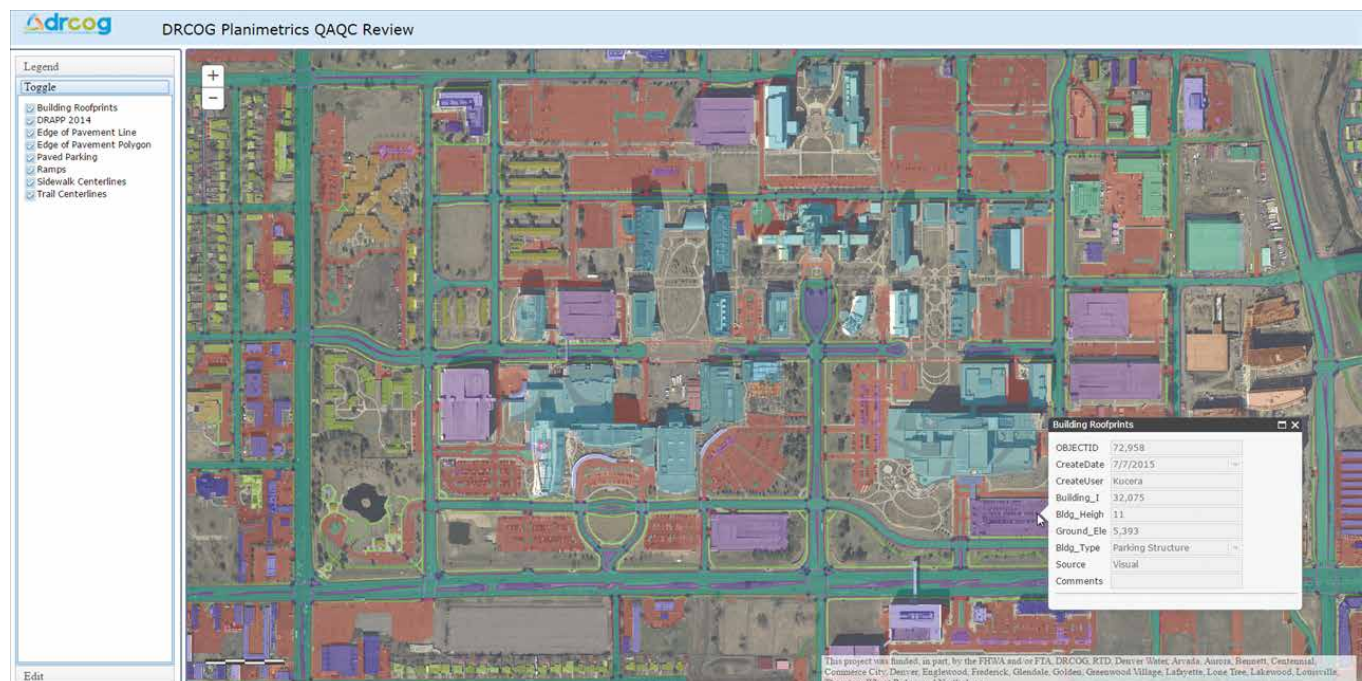 drcog
DRCOG Planimetrics QAQC Review
Legend
Toggle
Building Roofprints
DRAPP 2014
Edge of Pavement Line
Edge of Pavement Polygon
Paved Parking
Ramps
Sidewalk Centerlines
Trail Centerlines
Edit
+
−
Building Roofprints
OBJECTID 72,958
CreateDate 7/7/2015
CreateUser Kucera
Building_I 32,075
Bldg_Heigh 11
Ground_Ele 5,393
Bldg_Type Parking Structure
Source Visual
Comments
This project was funded, in part, by the FHWA and/or FTA, DRCOG, RTD, Denver Water, Arvada, Aurora, Bennett, Centennial,
Commerce City, Denver, Englewood, Frederick, Glendale, Golden, Greenwood Village, Lafayette, Lone Tree, Lakewood, Louisville,